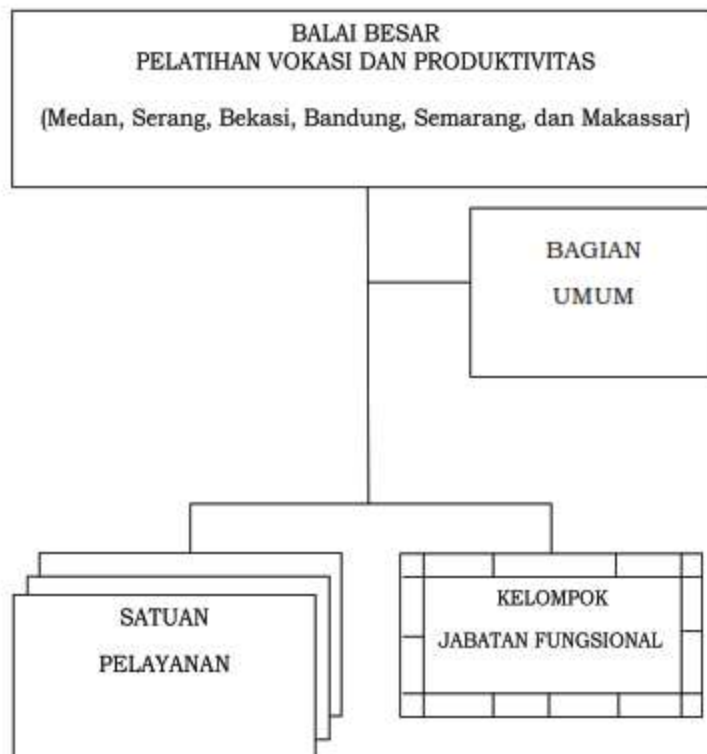 BALAI BESAR
PELATIHAN VOKASI DAN PRODUKTIVITAS
(Medan, Serang, Bekasi, Bandung, Semarang, dan Makassar)
BAGIAN
UMUM
SATUAN
PELAYANAN
KELOMPOK
JABATAN FUNGSIONAL